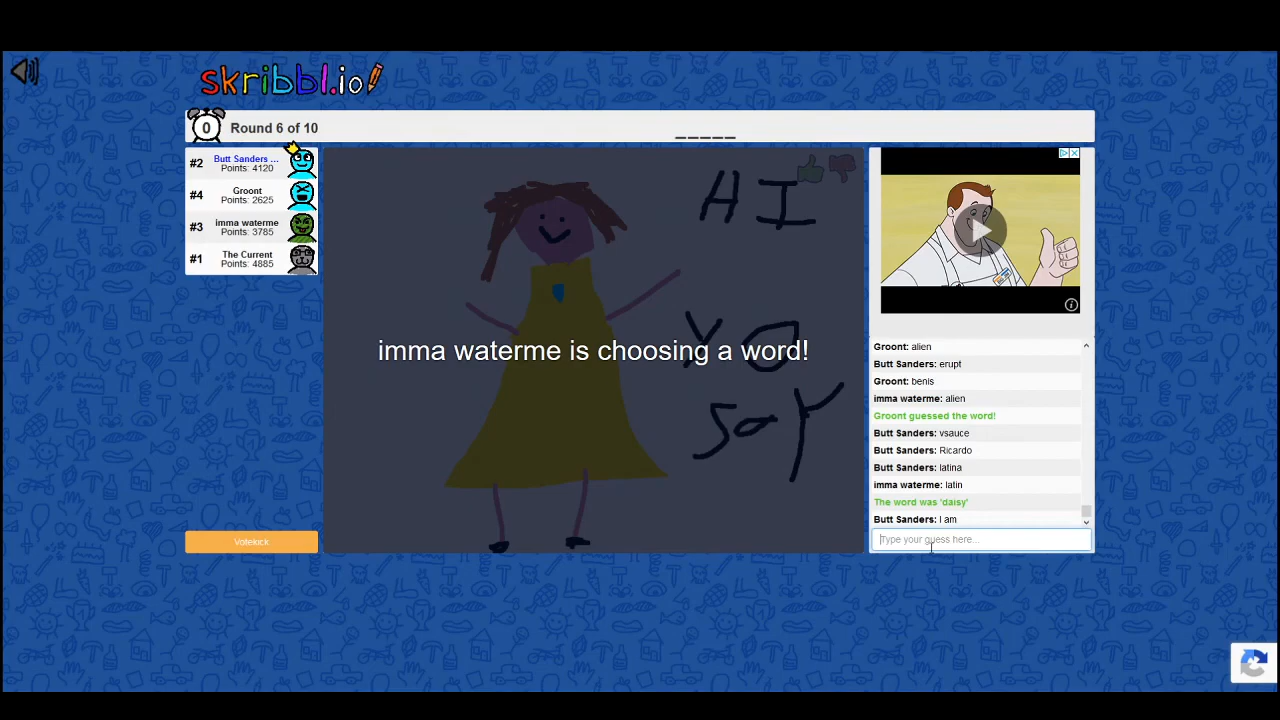 skribbl.io
0
Round 6 of 10
_ _ _ _ _
#2
Butt Sanders ...
Points: 4120
#4
Groont
Points: 2625
#3
imma waterme
Points: 3785
#1
The Current
Points: 4885
Votekick
AI
YO
SAY
imma waterme is choosing a word!
Groont: alien
Butt Sanders: erupt
Groont: benis
imma waterme: alien
Groont guessed the word!
Butt Sanders: vsauce
Butt Sanders: Ricardo
Butt Sanders: latina
imma waterme: latin
The word was 'daisy'
Butt Sanders: I am
Type your guess here...